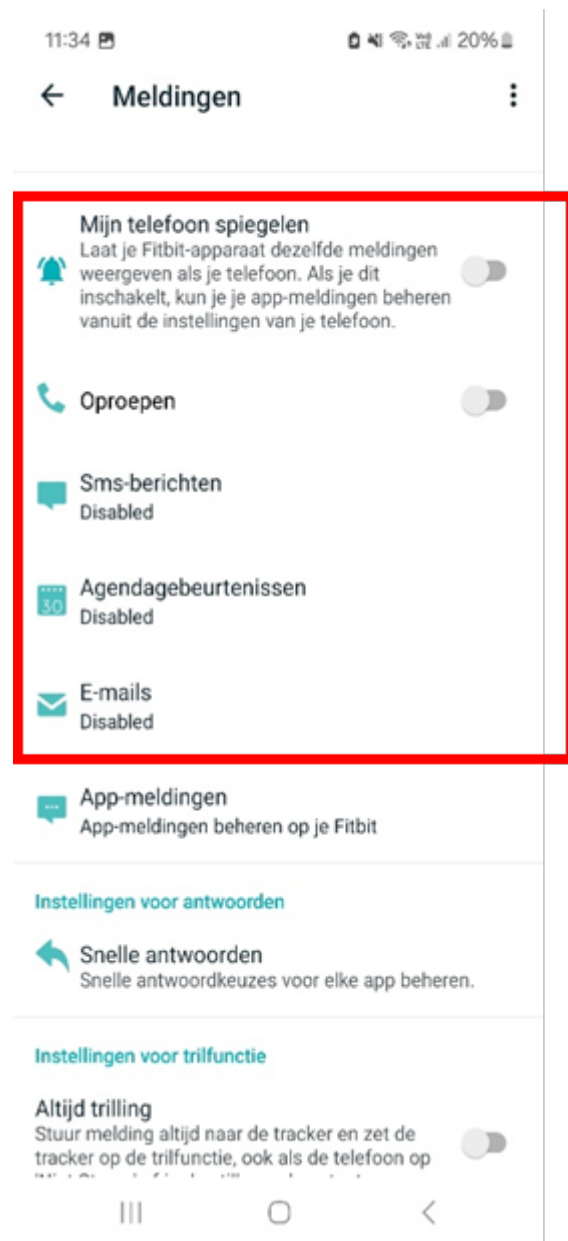 11:34 20%
Meldingen
Mijn telefoon spiegelen
Laat je Fitbit-apparaat dezelfde meldingen
weergeven als je telefoon. Als je dit
inschakelt, kun je je app-meldingen beheren
vanuit de instellingen van je telefoon.
Oproepen
Sms-berichten
Disabled
30
Agendagebeurtenissen
Disabled
E-mails
Disabled
App-meldingen
App-meldingen beheren op je Fitbit
Instellingen voor antwoorden
Snelle antwoorden
Snelle antwoordkeuzes voor elke app beheren.
Instellingen voor trilfunctie
Altijd trilling
Stuur melding altijd naar de tracker en zet de
tracker op de trilfunctie, ook als de telefoon op